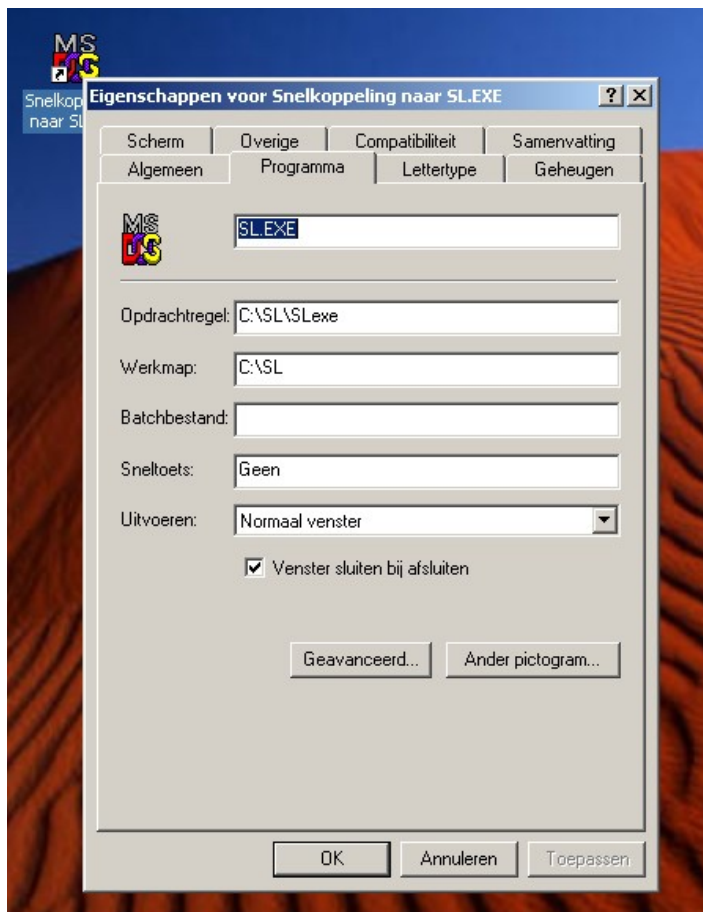 MS
DOS
Snelkop
naar SL
Eigenschappen voor Snelkoppeling naar SL.EXE
Scherm Overige Compatibiliteit Samenvatting
Algemeen Programma Lettertype Geheugen
MS
DOS
SL.EXE
Opdrachtregel: C:\SL\SLexe
Werkmap: C:\SL
Batchbestand:
Sneltoets: Geen
Uitvoeren: Normaal venster
Venster sluiten bij afsluiten
Geavanceerd... Ander pictogram...
OK Annuleren Toepassen